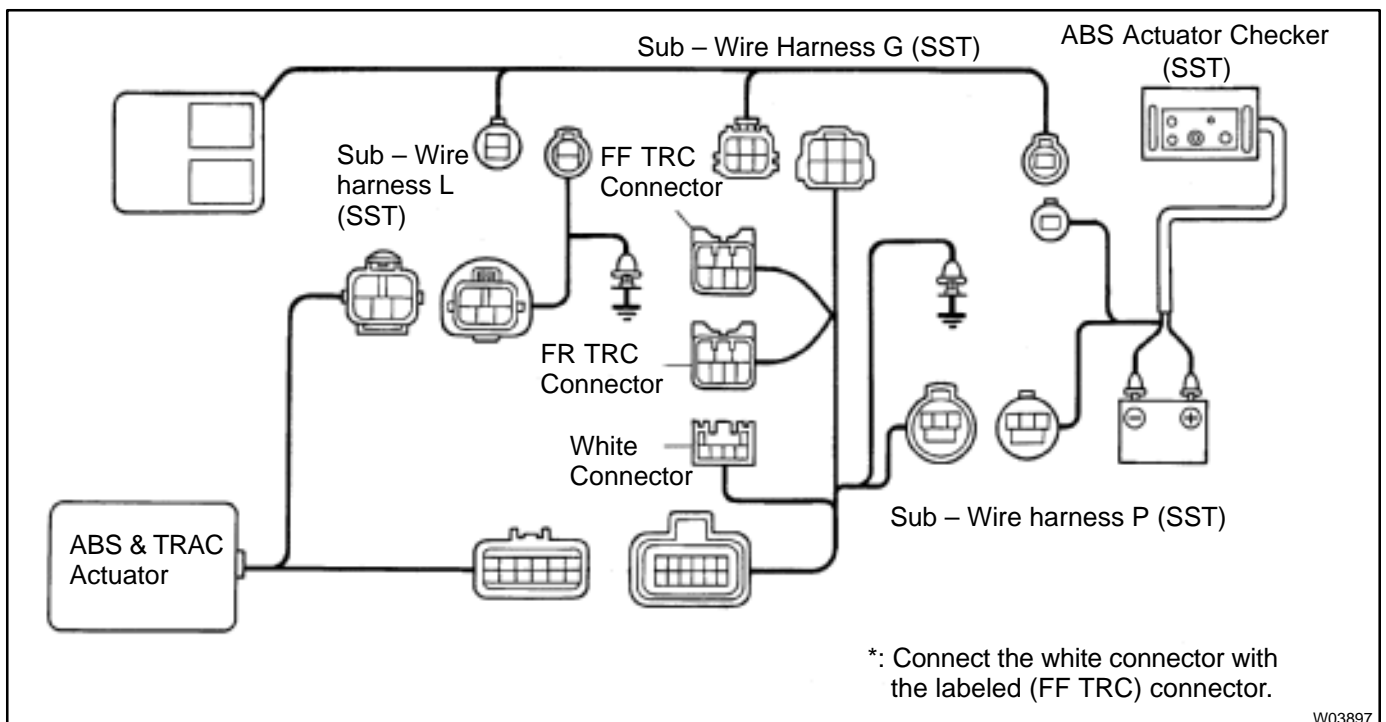 Sub – Wire Harness G (SST)
ABS Actuator Checker
(SST)
Sub – Wire
harness L
(SST)
FF TRC
Connector
FR TRC
Connector
White
Connector
Sub – Wire harness P (SST)
ABS & TRAC
Actuator
*: Connect the white connector with
the labeled (FF TRC) connector.
W03897